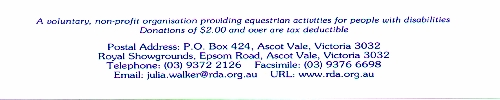 A voluntary, non-profit organisation providing equestrian activities for people with disabilities
Donations of $2.00 and over are tax deductible
Postal Address: P.O. Box 424, Ascot Vale, Victoria 3032
Royal Showgrounds, Epsom Road, Ascot Vale, Victoria 3032
Telephone: (03) 9372 2126 Facsimile: (03) 9376 6698
Email: julia.walker@rda.org.au URL: www.rda.org.au